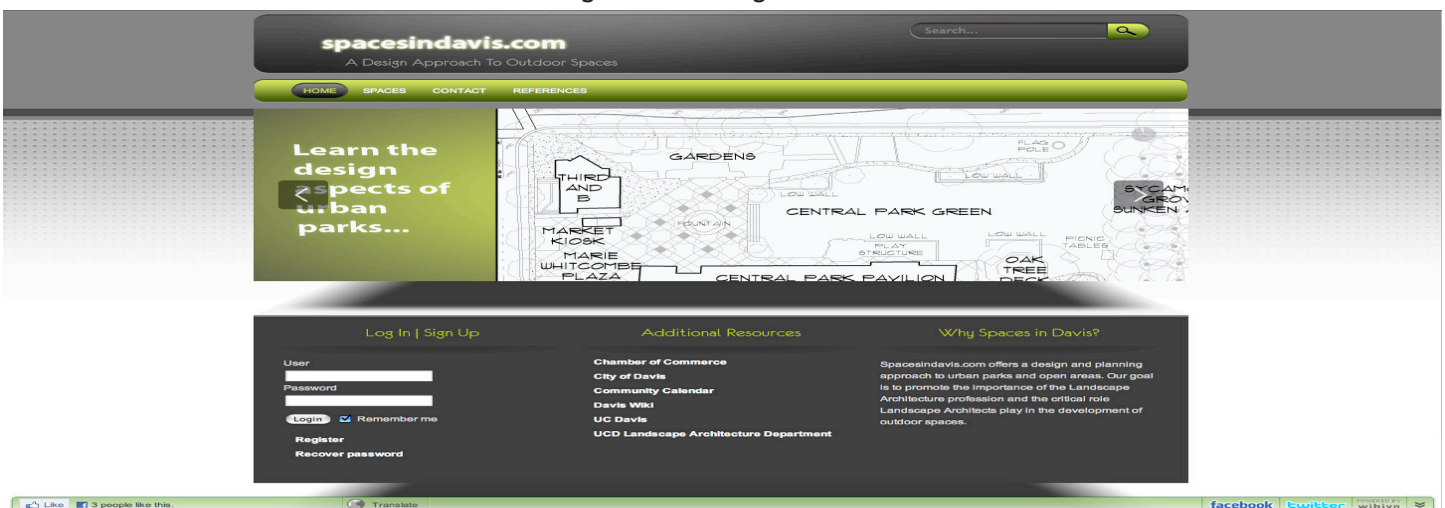 spacesindavis.com
A Design Approach To Outdoor Spaces
Search...
HOME SPACES CONTACT REFERENCES
Learn the
design
aspects of
urban
parks...
GARDENS
FLAG
POLE
THIRD
AND
B
LOW WALL
LOW WALL
CENTRAL PARK GREEN
FOUNTAIN
MARKET
KIOSK
LOW WALL
LOW WALL
PLAY
STRUCTURE
PICNIC
TABLES
MARIE
WHITCOMBE
PLAZA
CENTRAL PARK PAVILION
OAK
TREE
DECK
SUNKEN
Log In | Sign Up
User
Password
Login Remember me
Register
Recover password
Additional Resources
Chamber of Commerce
City of Davis
Community Calendar
Davis Wiki
UC Davis
UCD Landscape Architecture Department
Why Spaces in Davis?
Spacesindavis.com offers a design and planning
approach to urban parks and open areas. Our goal
is to promote the importance of the Landscape
Architecture profession and the critical role
Landscape Architects play in the development of
outdoor spaces.
Like 3 people like this. Translate facebook twitter POWERED BY wibiya